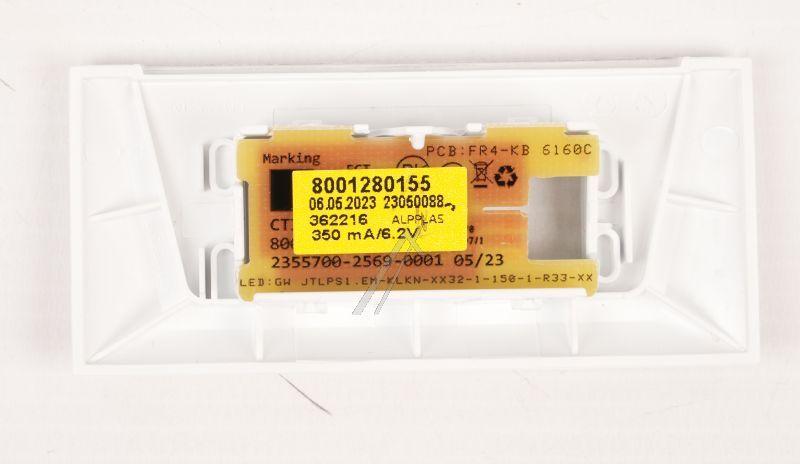 PCB:FR4-KB 6160C
Marking
8001280155
06.05.2023 23050088
362216 ALPPLAS
350 mA/6.2V
2355700-2569-0001 05/23
LED:GW JTLPS1.EM-KLKN-XX32-1-150-1-R33-XX